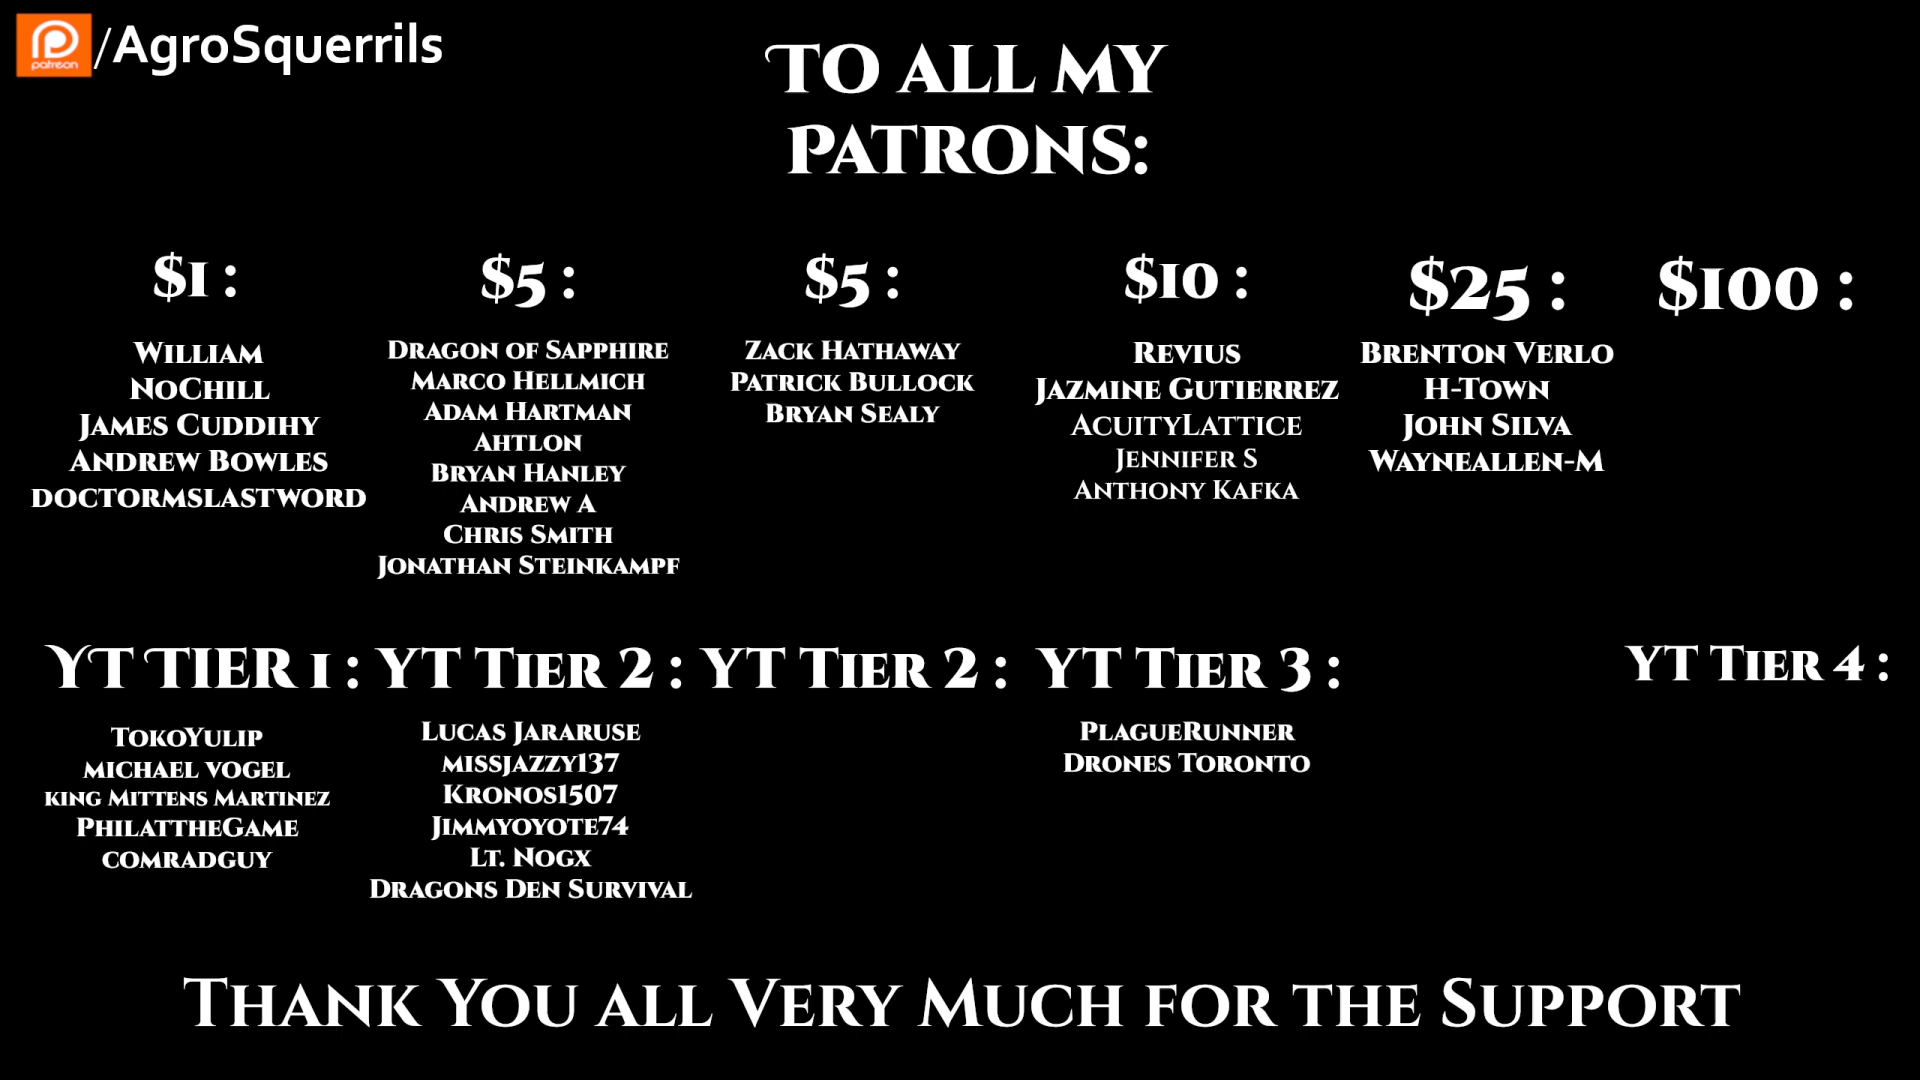 patreon
/AgroSquerrils
To all my
Patrons:
$1 :
William
NoChill
James Cuddihy
Andrew Bowles
doctormslastword
$5 :
Dragon of Sapphire
Marco Hellmich
Adam Hartman
Ahtlon
Bryan Hanley
Andrew A
Chris Smith
Jonathan Steinkampf
$5 :
Zack Hathaway
Patrick Bullock
Bryan Sealy
$10 :
Revius
Jazmine Gutierrez
AcuityLattice
Jennifer S
Anthony Kafka
$25 :
Brenton Verlo
H-Town
John Silva
Wayneallen-M
$100 :
YT Tier 1 :
TokoYulip
michael vogel
king Mittens Martinez
PhilattheGame
comradguy
YT Tier 2 :
Lucas Jararuse
missjazzy137
Kronos1507
Jimmyoyote74
Lt. Nogx
Dragons Den Survival
YT Tier 2 :
YT Tier 3 :
PlagueRunner
Drones Toronto
YT Tier 4 :
Thank You all Very Much for the Support